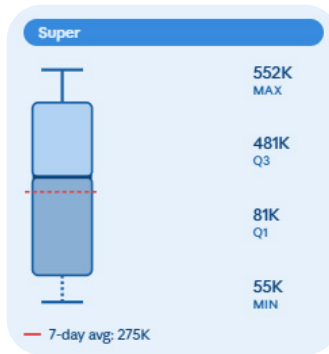 Super
552K
MAX
481K
Q3
81K
Q1
55K
MIN
7-day avg: 275K